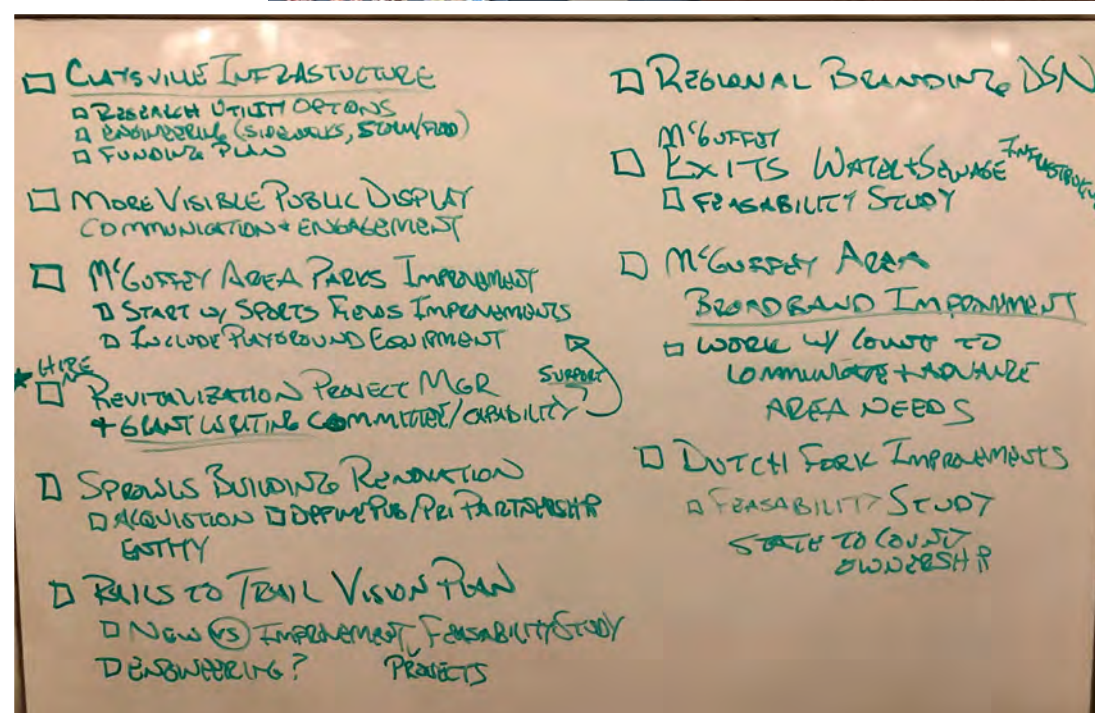 □ CLAYSVILLE INFRASTUCTURE
□ RESEARCH UTILITY OPTIONS
□ ENGINEERING (SIDEWALKS, STORM/FLOOD)
□ FUNDING PLAN
□ MORE VISIBLE PUBLIC DISPLAY
COMMUNICATION + ENGAGEMENT
□ McGUFFEY AREA PARKS IMPROVEMENT
□ START W/ SPORTS FIELDS IMPROVEMENTS
□ INCLUDE PLAYGROUND EQUIPMENT
★ HIRE
□ REVITALIZATION PROJECT MGR
SUPPORT
+ GRANT WRITING COMMITTEE/CAPABILITY
□ SPROWLS BUILDING RENOVATION
□ ACQUISTION □ DEFINE PUB/PRI PARTNERSHIP
ENTITY
□ RAILS TO TRAIL VISION PLAN
□ NEW VS IMPROVEMENT, FEASABILITY STUDY
□ ENGINEERING? PROJECTS
□ REGIONAL BRANDING DSN
McGUFFEY
□ EXITS WATER + SEWAGE
□ FEASABILITY STUDY
□ McGUFFEY AREA
BROADBAND IMPROVMENT
□ WORK W/ COUNTY TO
COMMUNICATE + ADVANCE
AREA NEEDS
□ DUTCH FORK IMPROVEMENTS
□ FEASABILITY STUDY
STATE TO COUNTY
OWNERSHIP